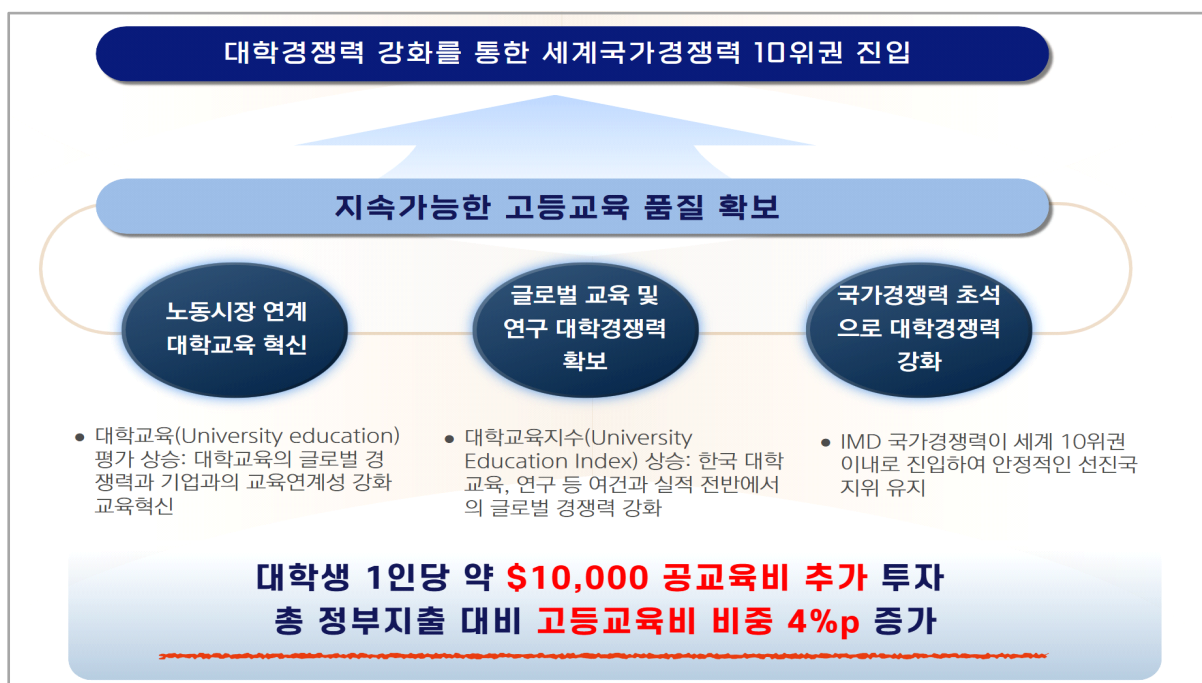 대학경쟁력 강화를 통한 세계국가경쟁력 10위권 진입
지속가능한 고등교육 품질 확보
노동시장 연계
대학교육 혁신
글로벌 교육 및
연구 대학경쟁력
확보
국가경쟁력 초석
으로 대학경쟁력
강화
• 대학교육(University education)
평가 상승: 대학교육의 글로벌 경
쟁력과 기업과의 교육연계성 강화
교육혁신
• 대학교육지수(University
Education Index) 상승: 한국 대학
교육, 연구 등 여건과 실적 전반에서
의 글로벌 경쟁력 강화
• IMD 국가경쟁력이 세계 10위권
이내로 진입하여 안정적인 선진국
지위 유지
대학생 1인당 약 $10,000 공교육비 추가 투자
총 정부지출 대비 고등교육비 비중 4%p 증가